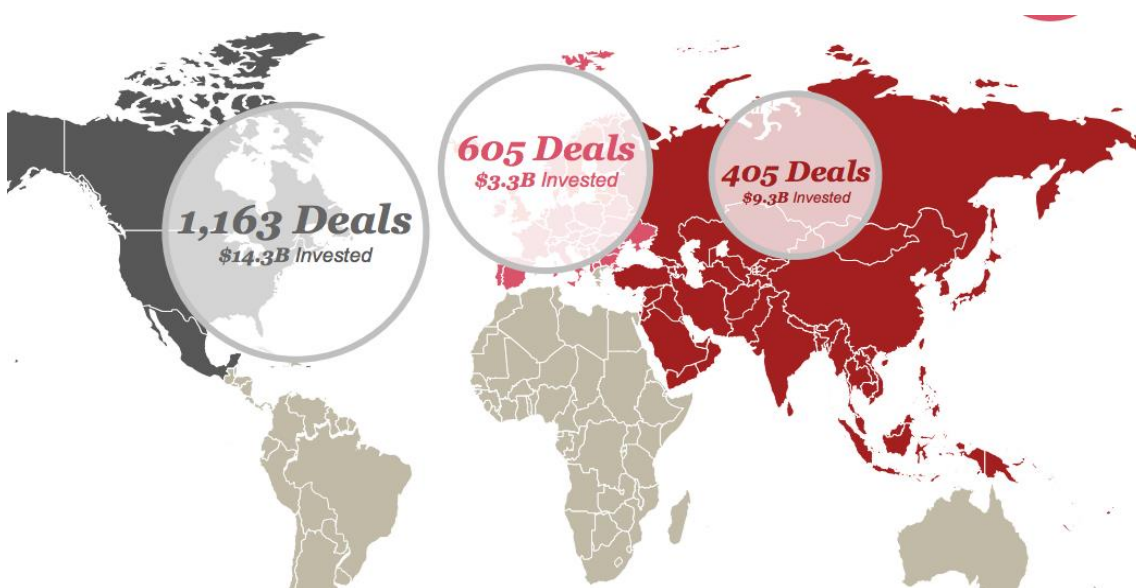 1,163 Deals
$14.3B Invested
605 Deals
$3.3B Invested
405 Deals
$9.3B Invested